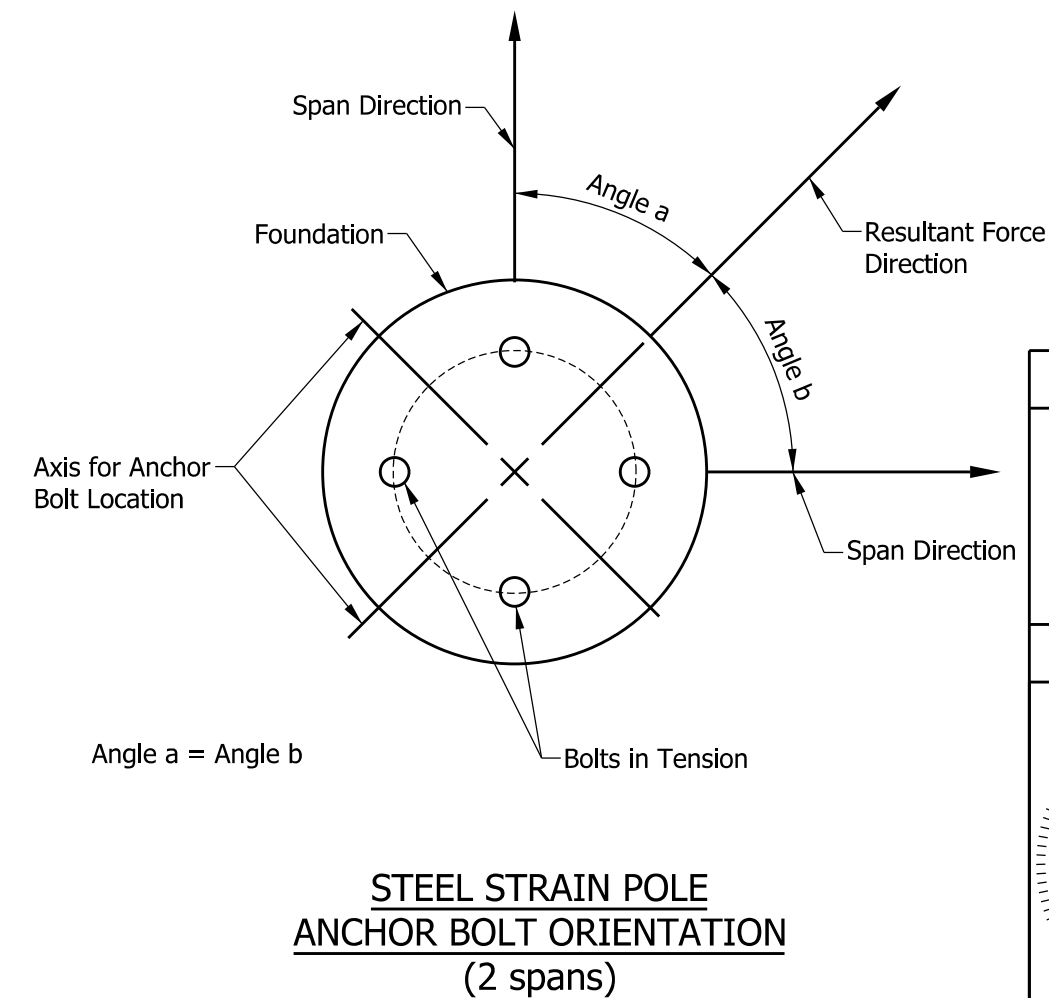 Span Direction
Angle a
Foundation
Resultant Force
Direction
Angle b
Axis for Anchor
Bolt Location
Span Direction
Angle a = Angle b
Bolts in Tension
STEEL STRAIN POLE
ANCHOR BOLT ORIENTATION
(2 spans)